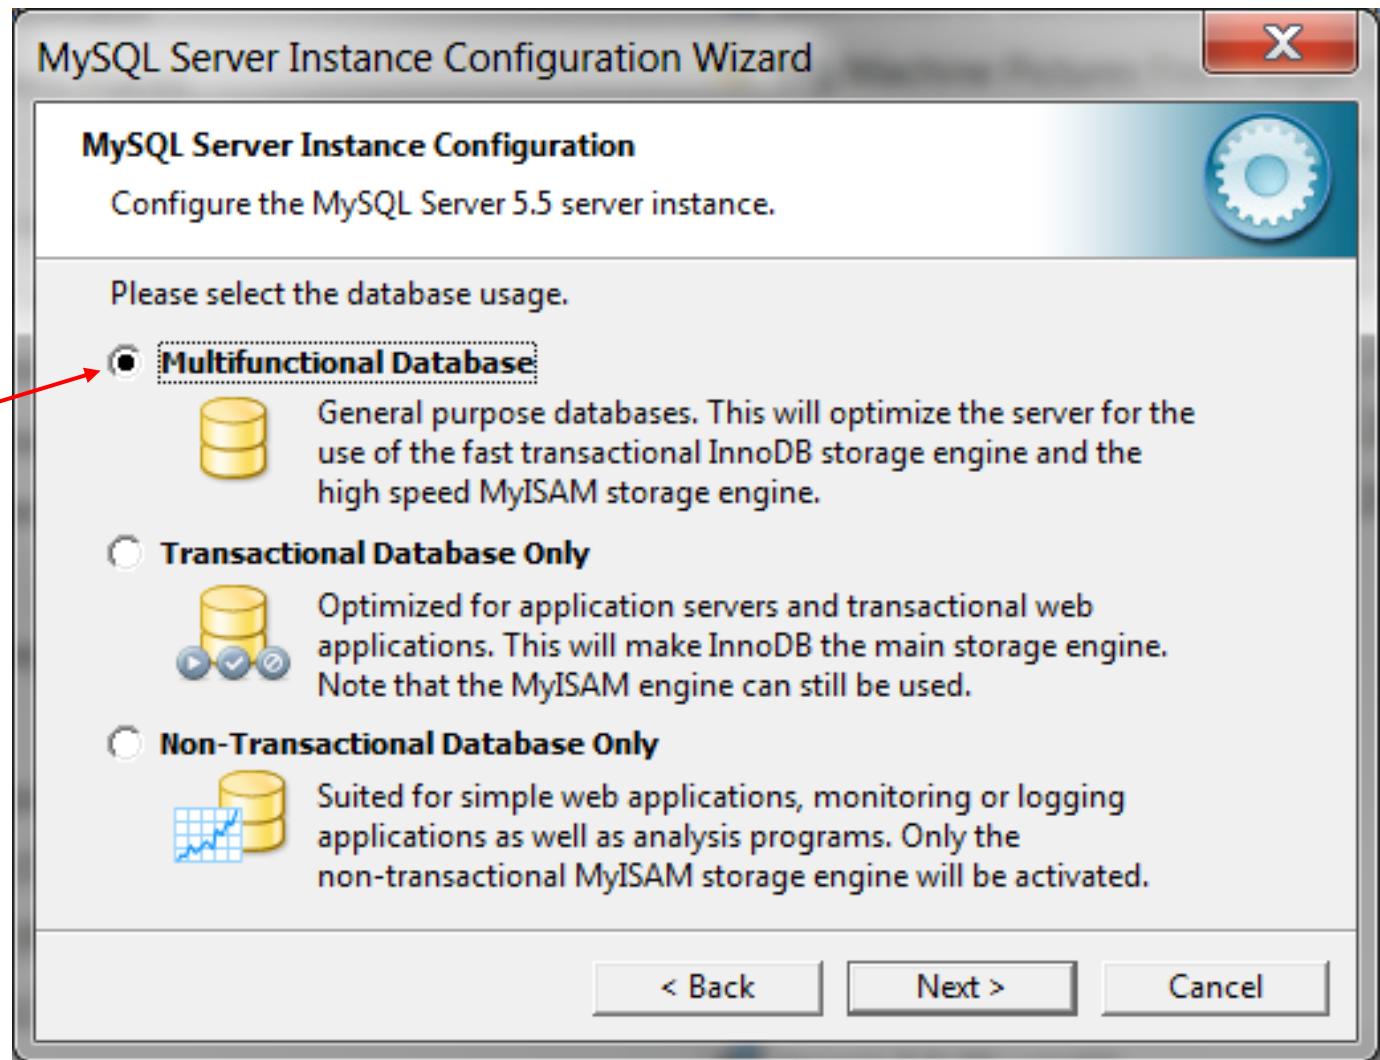 MySQL Server Instance Configuration Wizard
MySQL Server Instance Configuration
Configure the MySQL Server 5.5 server instance.
Please select the database usage.
Multifunctional Database
General purpose databases. This will optimize the server for the
use of the fast transactional InnoDB storage engine and the
high speed MyISAM storage engine.
Transactional Database Only
Optimized for application servers and transactional web
applications. This will make InnoDB the main storage engine.
Note that the MyISAM engine can still be used.
Non-Transactional Database Only
Suited for simple web applications, monitoring or logging
applications as well as analysis programs. Only the
non-transactional MyISAM storage engine will be activated.
< Back
Next >
Cancel